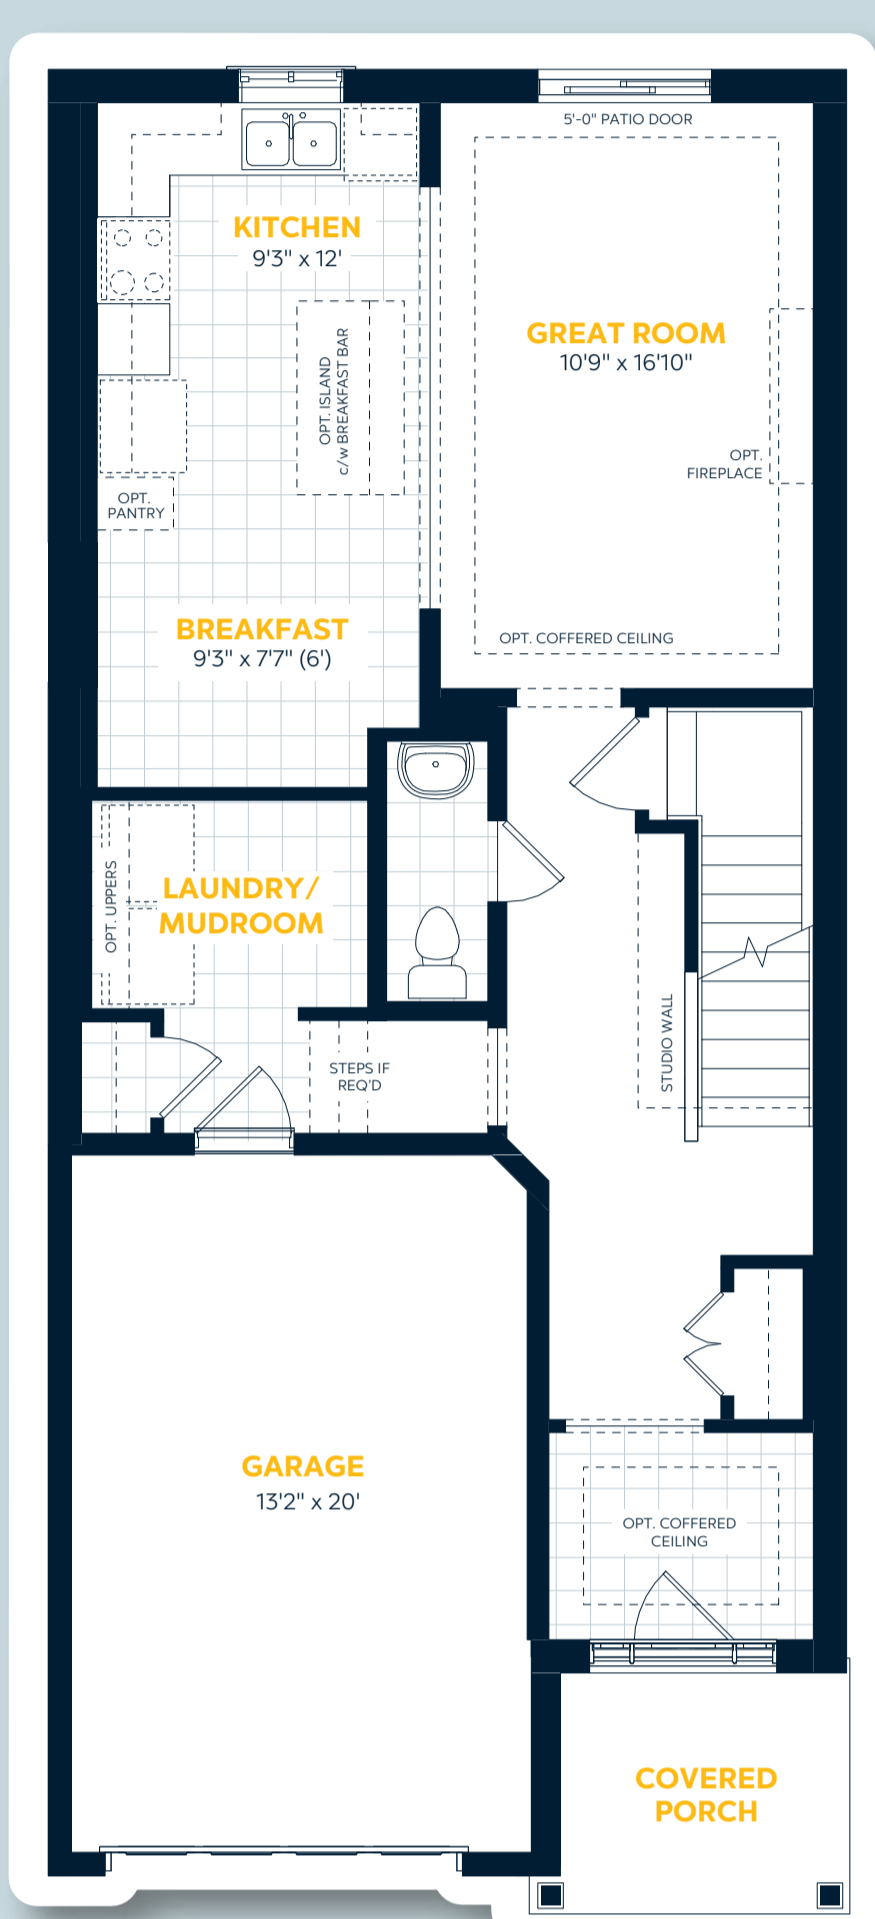 5'-0" PATIO DOOR
KITCHEN
9'3" x 12'
GREAT ROOM
10'9" x 16'10"
OPT. ISLAND
c/w BREAKFAST BAR
OPT.
FIREPLACE
OPT.
PANTRY
BREAKFAST
9'3" x 7'7" (6')
OPT. COFFERED CEILING
OPT. UPPERS
LAUNDRY/
MUDROOM
STUDIO WALL
STEPS IF
REQ'D
GARAGE
13'2" x 20'
OPT. COFFERED
CEILING
COVERED
PORCH